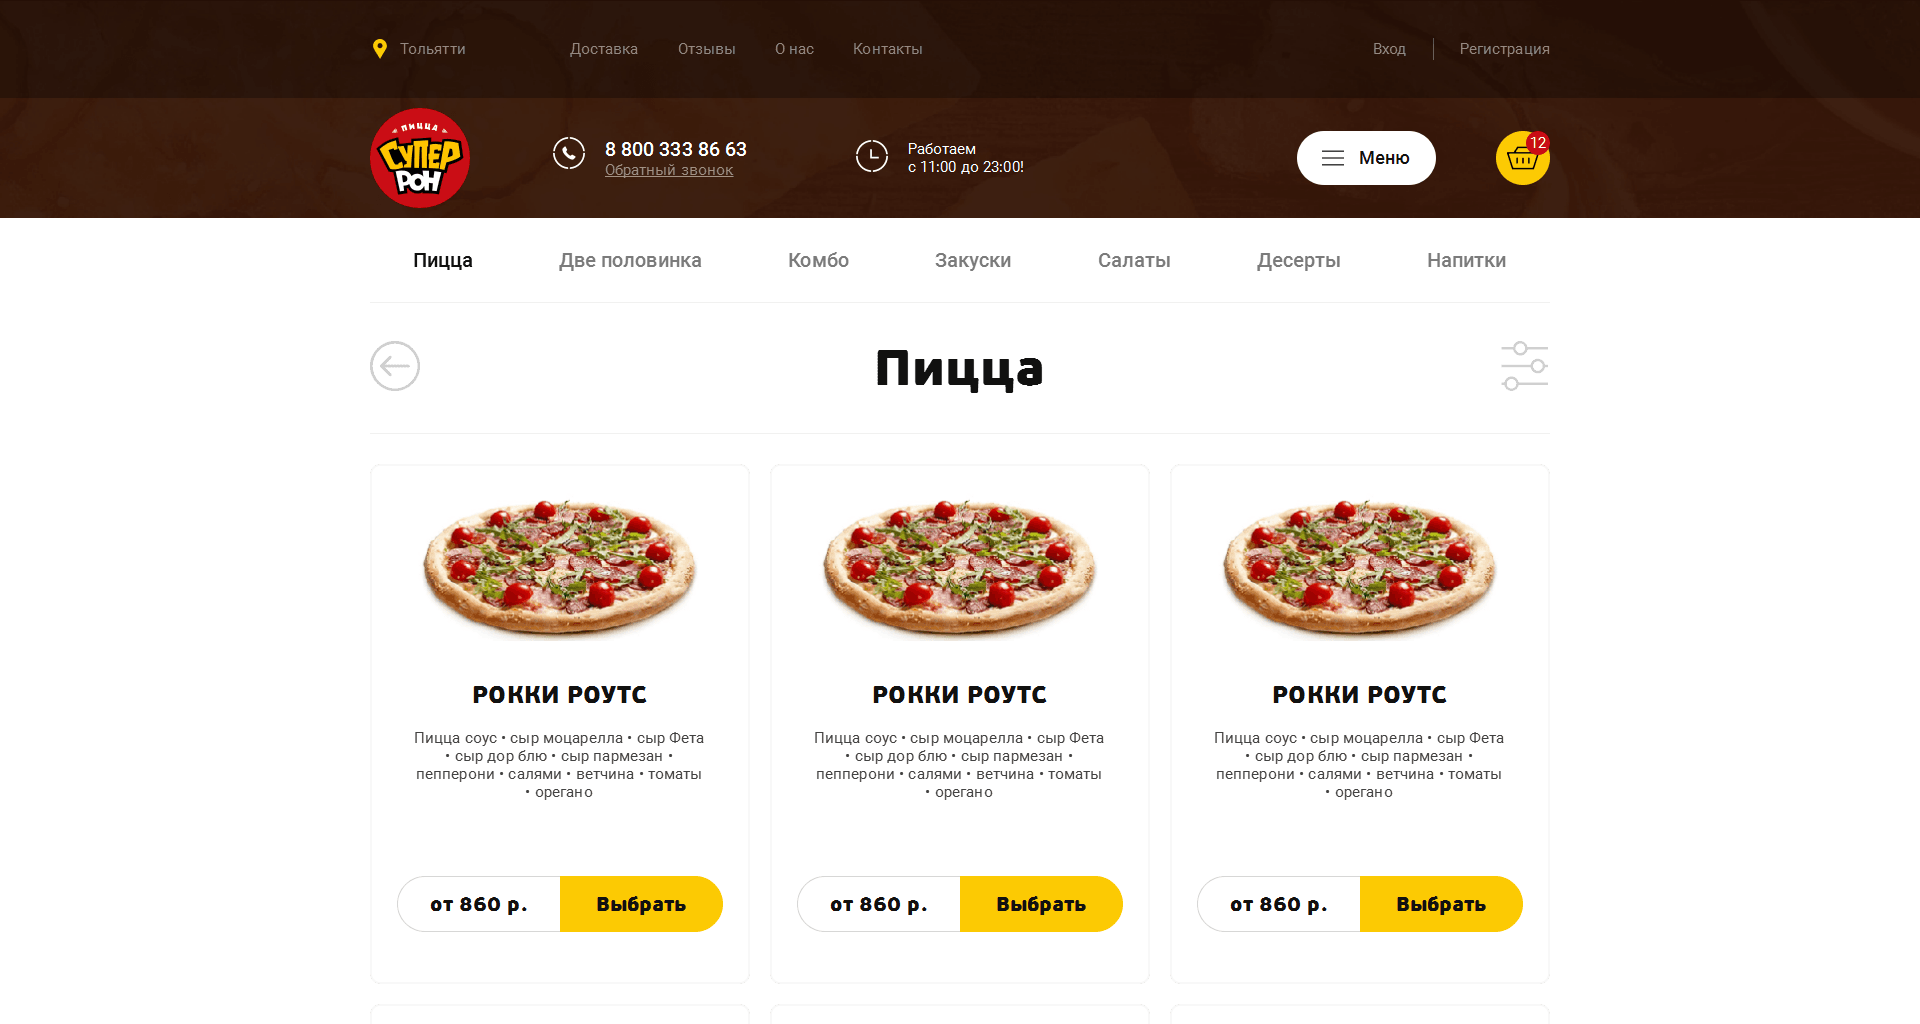 Тольятти
Доставка
Отзывы
О нас
Контакты
Вход
Регистрация
ПИЦЦА
СУПЕР
РОН
8 800 333 86 63
Обратный звонок
Работаем
с 11:00 до 23:00!
Меню
12
Пицца
Две половинка
Комбо
Закуски
Салаты
Десерты
Напитки
Пицца
РОККИ РОУТС
Пицца соус • сыр моцарелла • сыр Фета
• сыр дор блю • сыр пармезан •
пепперони • салями • ветчина • томаты
• орегано
от 860 р.
Выбрать
РОККИ РОУТС
Пицца соус • сыр моцарелла • сыр Фета
• сыр дор блю • сыр пармезан •
пепперони • салями • ветчина • томаты
• орегано
от 860 р.
Выбрать
РОККИ РОУТС
Пицца соус • сыр моцарелла • сыр Фета
• сыр дор блю • сыр пармезан •
пепперони • салями • ветчина • томаты
• орегано
от 860 р.
Выбрать